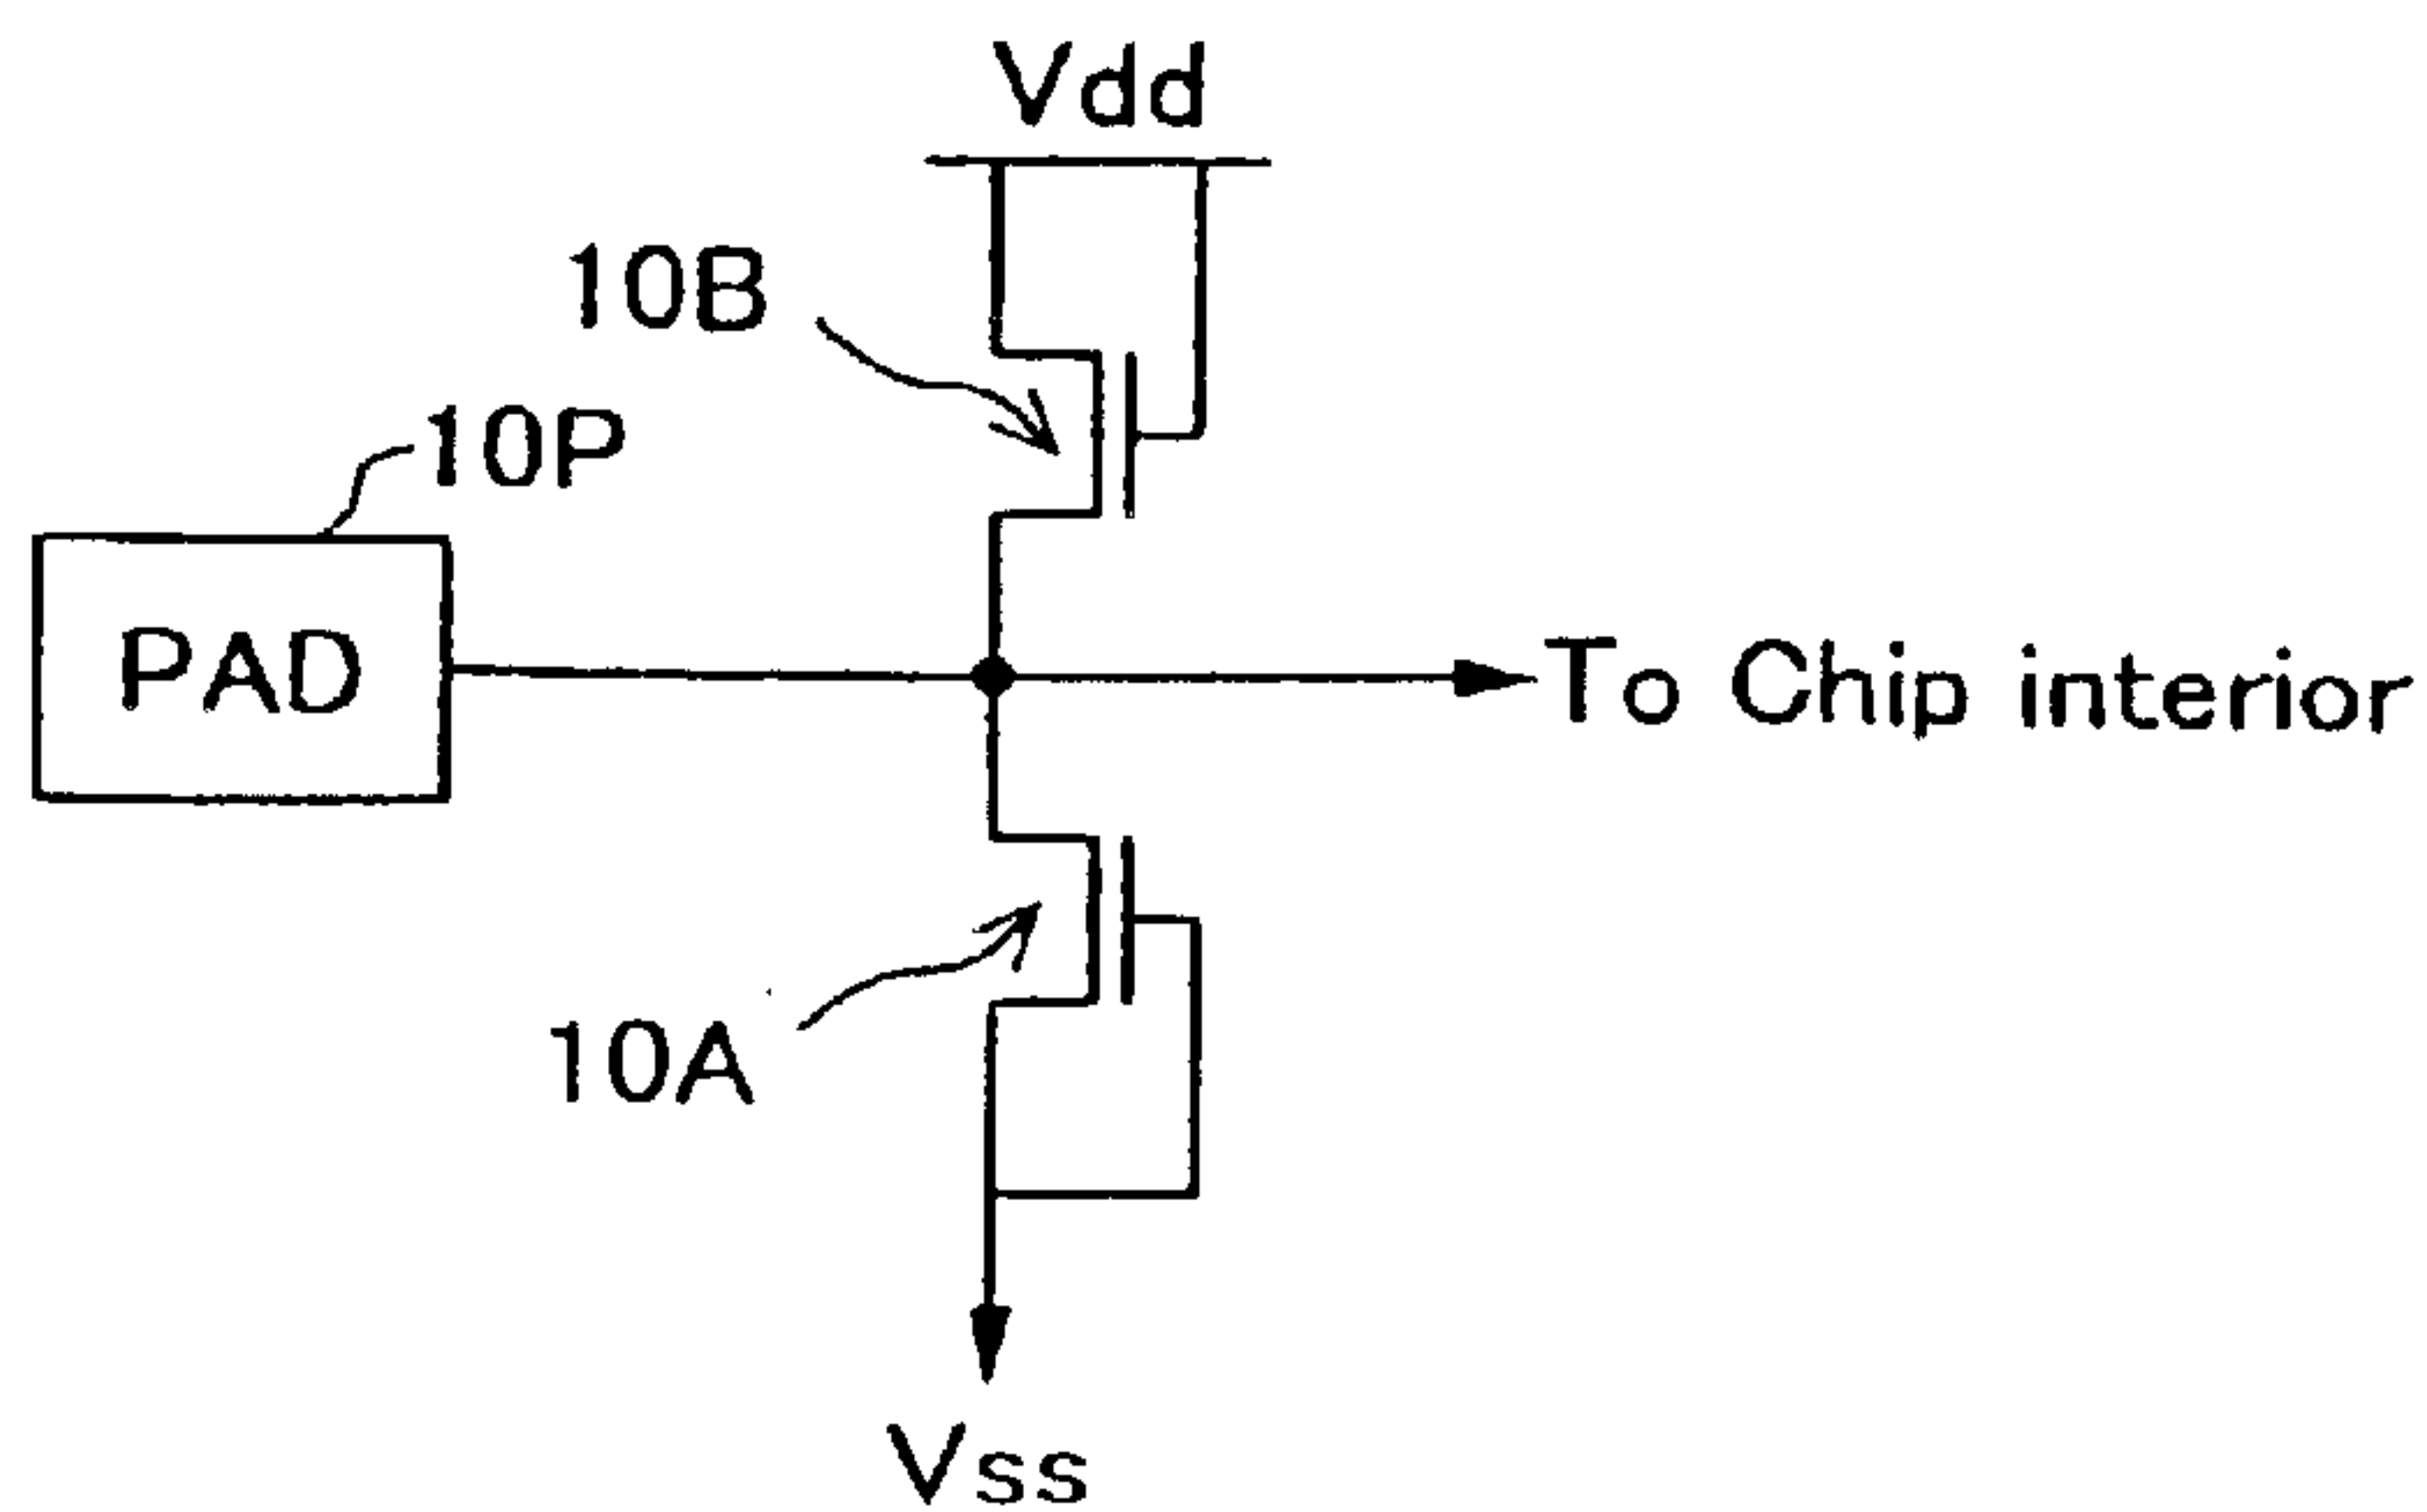 Vdd
10B
10P
PAD
To Chip interior
10A
Vss